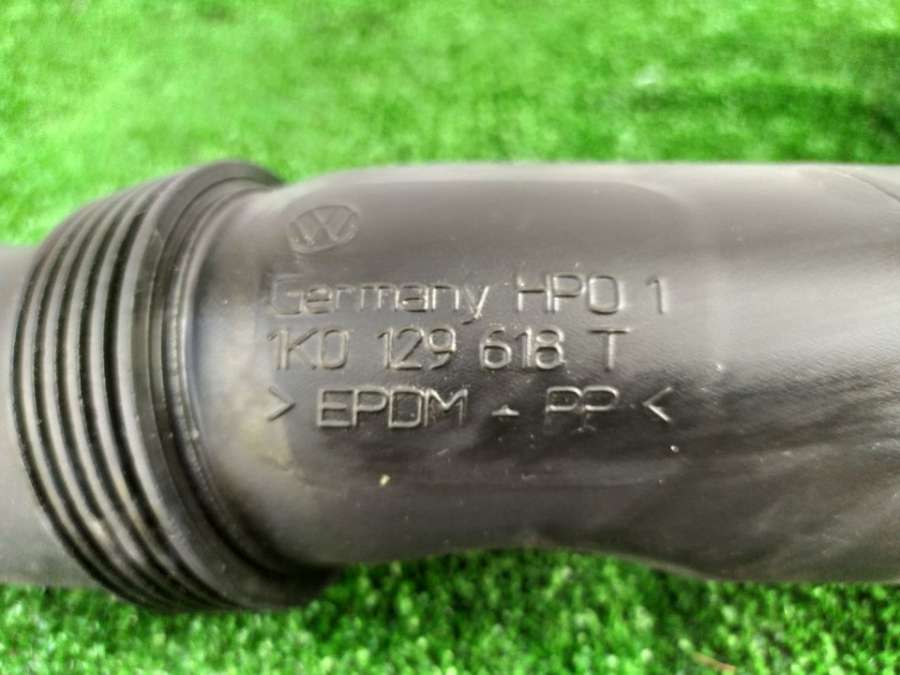 Germany HPO 1
1K0 129 618 T
> EPDM - PP <